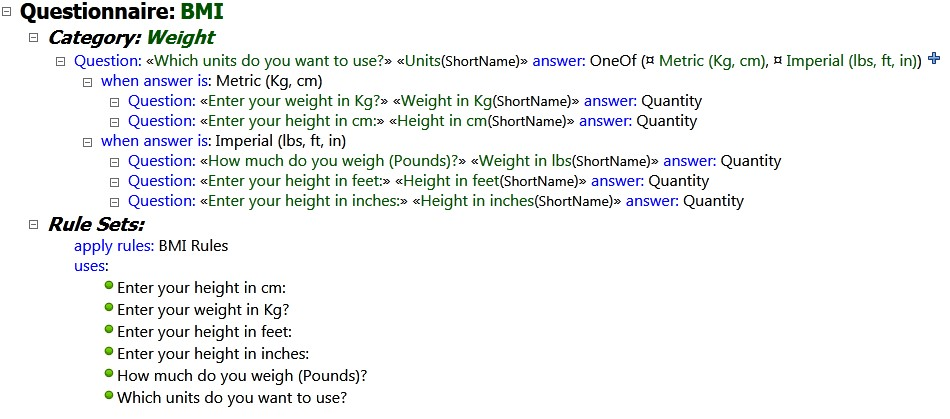 Questionnaire: BMI
Category: Weight
Question: «Which units do you want to use?» «Units(ShortName)» answer: OneOf (¤ Metric (Kg, cm), ¤ Imperial (lbs, ft, in))
when answer is: Metric (Kg, cm)
Question: «Enter your weight in Kg?» «Weight in Kg(ShortName)» answer: Quantity
Question: «Enter your height in cm:» «Height in cm(ShortName)» answer: Quantity
when answer is: Imperial (lbs, ft, in)
Question: «How much do you weigh (Pounds)?» «Weight in lbs(ShortName)» answer: Quantity
Question: «Enter your height in feet:» «Height in feet(ShortName)» answer: Quantity
Question: «Enter your height in inches:» «Height in inches(ShortName)» answer: Quantity
Rule Sets:
apply rules: BMI Rules
uses:
Enter your height in cm:
Enter your weight in Kg?
Enter your height in feet:
Enter your height in inches:
How much do you weigh (Pounds)?
Which units do you want to use?